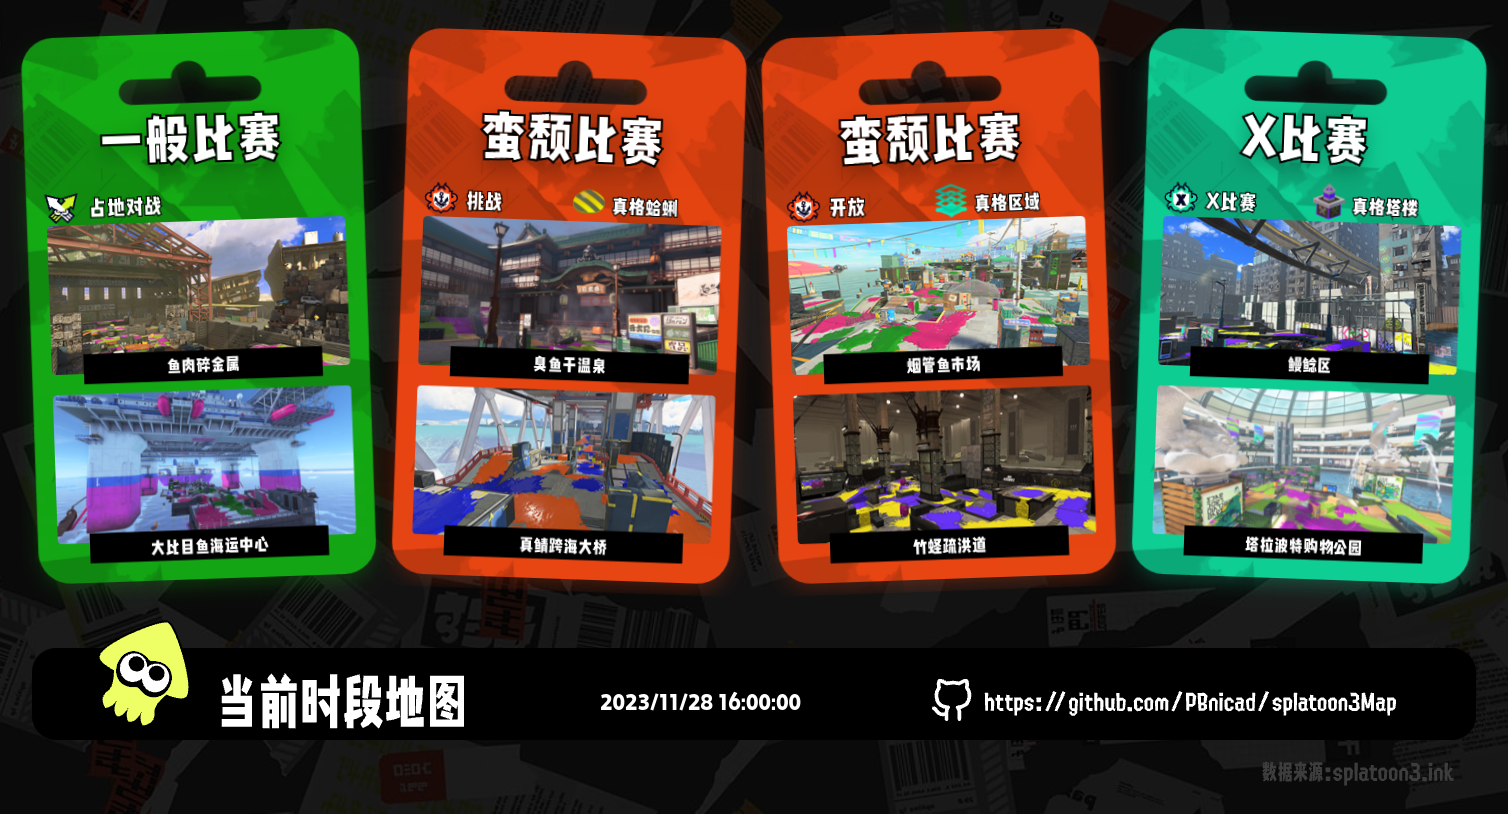 一般比赛
占地对战
鱼肉碎金属
大比目鱼海运中心
蛮颓比赛
挑战
真格蛤蜊
臭鱼干温泉
真鲭跨海大桥
蛮颓比赛
开放
真格区域
烟管鱼市场
竹蛏疏洪道
X比赛
X比赛
真格塔楼
鳗鲶区
塔拉波特购物公园
当前时段地图
2023/11/28 16:00:00
https://github.com/PBnicad/splatoon3Map
数据来源:splatoon3.ink